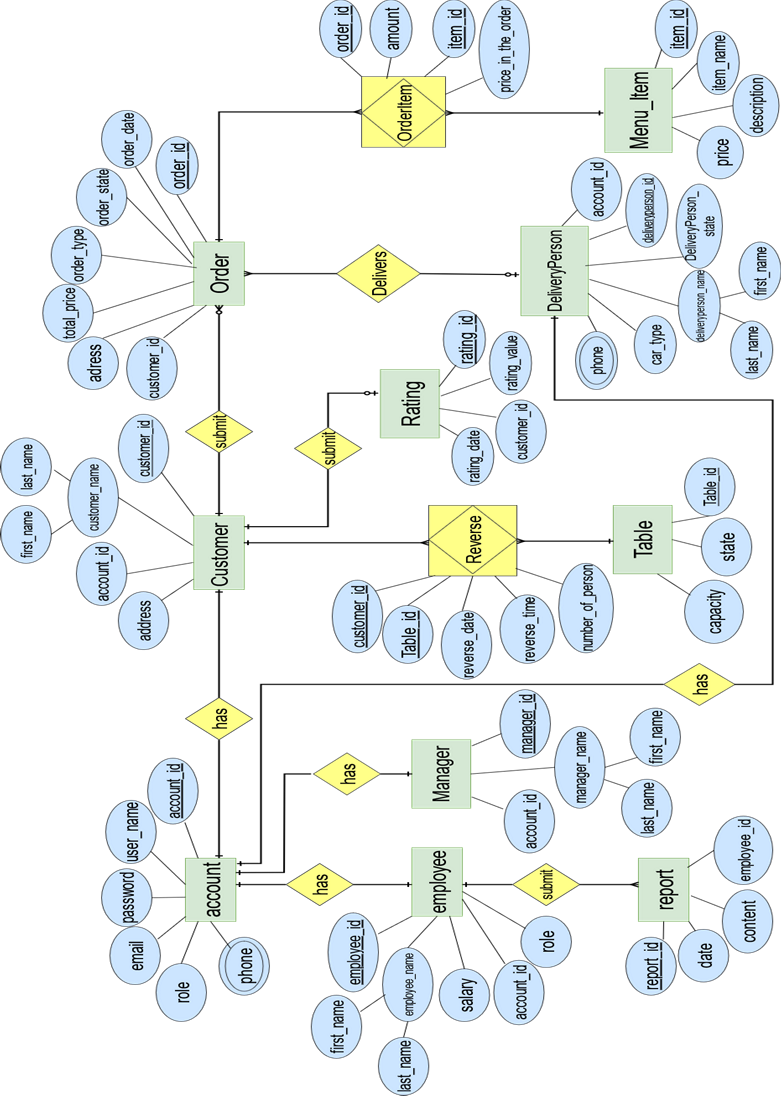 account
role
email
password
user_name
account_id
phone
has
Customer
address
account_id
first_name
last_name
customer_name
customer_id
submit
Order
customer_id
adress
total_price
order_type
order_state
order_date
order_id
has
employee
employee_id
first_name
employee_name
last_name
salary
account_id
role
submit
report
report_id
date
content
employee_id
has
Manager
account_id
manager_id
manager_name
last_name
first_name
Reverse
customer_id
Table_id
reverse_date
reverse_time
number_of_person
Table
capacity
state
Table_id
submit
Rating
rating_date
customer_id
rating_value
rating_id
has
Delivers
DeliveryPerson
phone
car_type
deliveryperson_name
last_name
first_name
DeliveryPerson_
state
deliveryperson_id
account_id
OrderItem
order_id
amount
item_id
price_in_the_order
Menu_Item
price
description
item_name
item_id